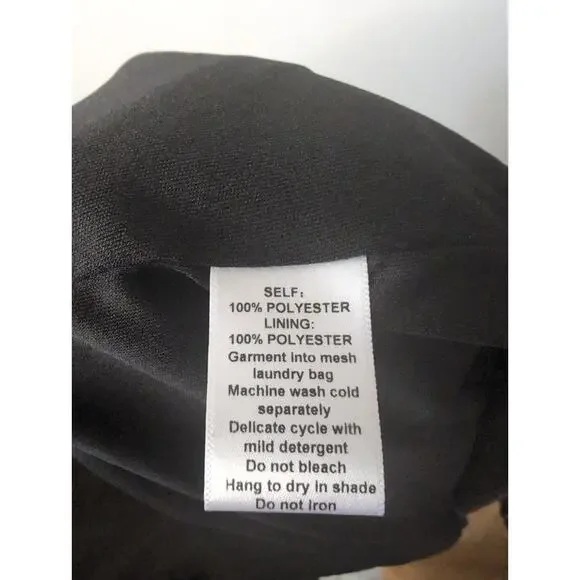 SELF:
100% POLYESTER
LINING:
100% POLYESTER
Garment into mesh
laundry bag
Machine wash cold
separately
Delicate cycle with
mild detergent
Do not bleach
Hang to dry in shade
Do not Iron